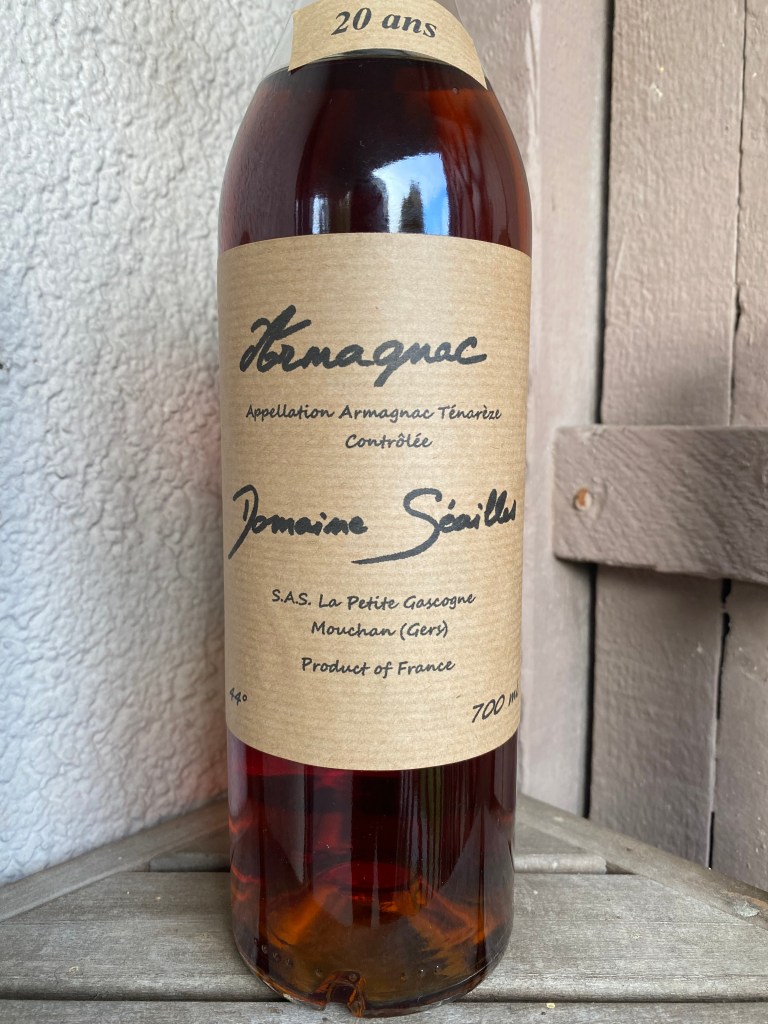 20 ans
Armagnac
Appellation Armagnac Ténarèze
Contrôlée
Domaine Séailles
S.A.S. La Petite Gascogne
Mouchan (Gers)
Product of France
44°
700 ml